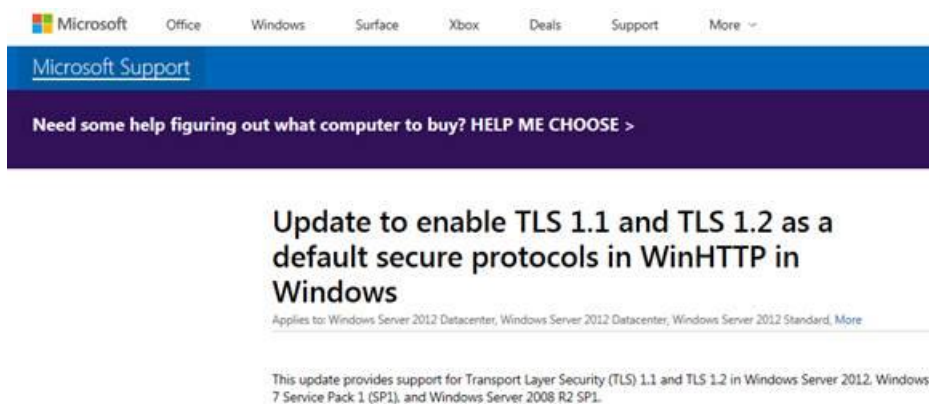 Microsoft Office Windows Surface Xbox Deals Support More
Microsoft Support
Need some help figuring out what computer to buy? HELP ME CHOOSE >
Update to enable TLS 1.1 and TLS 1.2 as a
default secure protocols in WinHTTP in
Windows
Applies to: Windows Server 2012 Datacenter, Windows Server 2012 Datacenter, Windows Server 2012 Standard, More
This update provides support for Transport Layer Security (TLS) 1.1 and TLS 1.2 in Windows Server 2012, Windows
7 Service Pack 1 (SP1), and Windows Server 2008 R2 SP1.